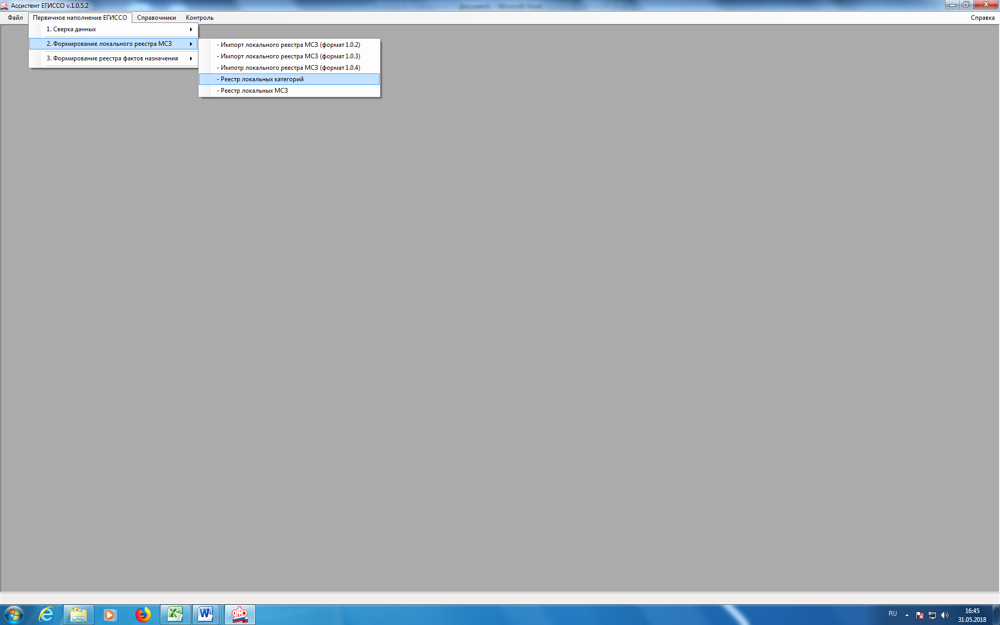 Ассистент ЕГИССО v.1.0.5.2
Файл Первичное наполнение ЕГИССО Справочники Контроль Справка
1. Сверка данных
2. Формирование локального реестра МСЗ
3. Формирование реестра фактов назначения
- Импорт локального реестра МСЗ (формат 1.0.2)
- Импорт локального реестра МСЗ (формат 1.0.3)
- Импотр локального реестра МСЗ (формат 1.0.4)
- Реестр локальных категорий
- Реестр локальных МСЗ
RU
16:45
31.05.2018